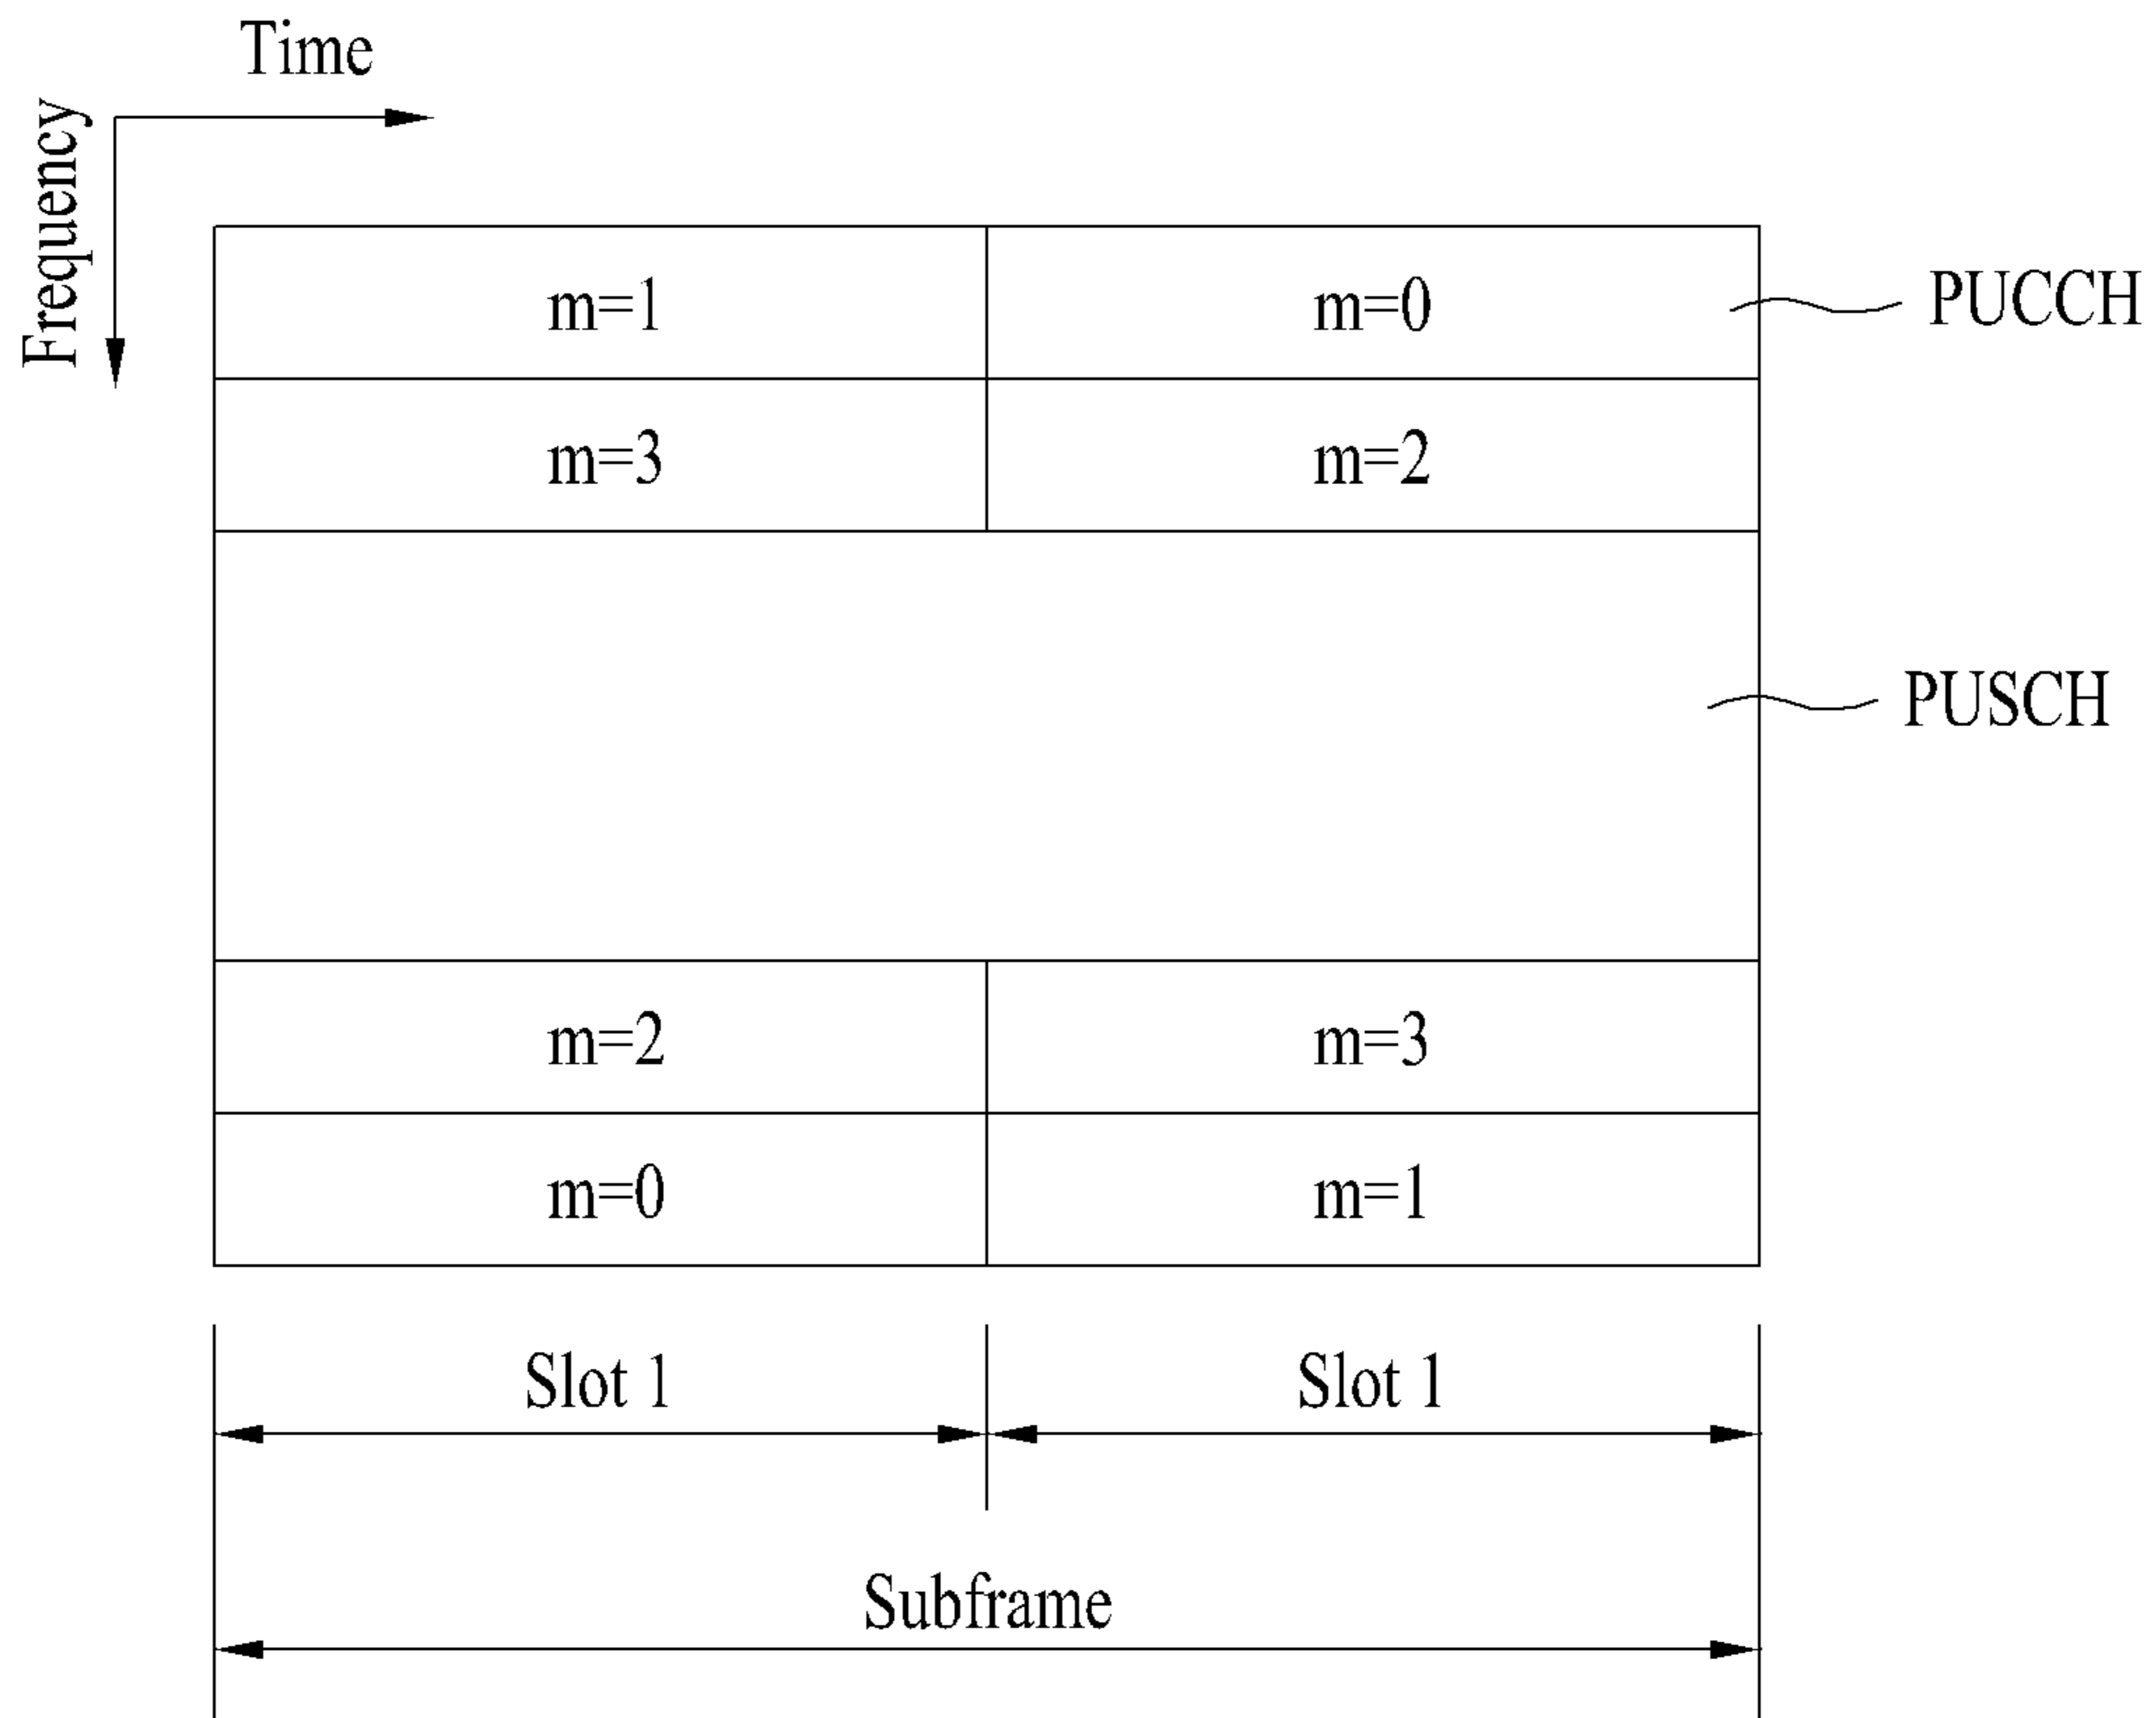 Time
Frequency
m=1
m=0
PUCCH
m=3
m=2
PUSCH
m=2
m=3
m=0
m=1
Slot 1
Slot 1
Subframe